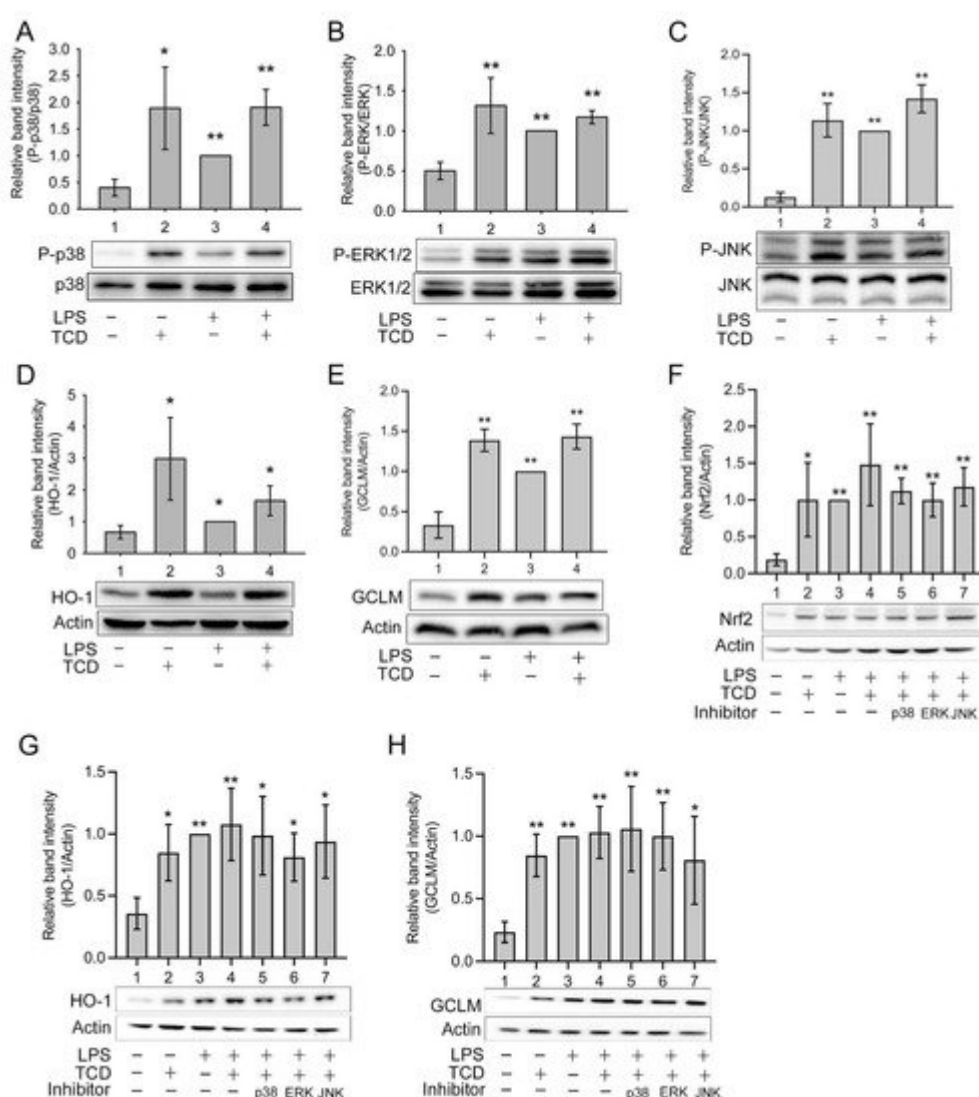 A
Relative band intensity
(P-p38/p38)
3.0
2.5
2.0
1.5
1.0
0.5
0.0
*
**
**
1 2 3 4
P-p38
p38
LPS − − + +
TCD − + − +
B
Relative band intensity
(P-ERK/ERK)
2.0
1.5
1.0
0.5
0.0
**
**
**
1 2 3 4
P-ERK1/2
ERK1/2
LPS − − + +
TCD − + − +
C
Relative band intensity
(P-JNK/JNK)
2.0
1.5
1.0
0.5
0.0
**
**
**
1 2 3 4
P-JNK
JNK
LPS − − + +
TCD − + − +
D
Relative band intensity
(HO-1/Actin)
5
4
3
2
1
0
*
*
*
1 2 3 4
HO-1
Actin
LPS − − + +
TCD − + − +
E
Relative band intensity
(GCLM/Actin)
2.0
1.5
1.0
0.5
0.0
**
**
**
1 2 3 4
GCLM
Actin
LPS − − + +
TCD − + − +
F
Relative band intensity
(Nrf2/Actin)
2.5
2.0
1.5
1.0
0.5
0.0
*
**
**
**
**
**
1 2 3 4 5 6 7
Nrf2
Actin
LPS − − + + + + +
TCD − + − + + + +
Inhibitor − − − − p38 ERK JNK
G
Relative band intensity
(HO-1/Actin)
1.5
1.0
0.5
0.0
*
**
**
*
*
*
1 2 3 4 5 6 7
HO-1
Actin
LPS − − + + + + +
TCD − + − + + + +
Inhibitor − − − − p38 ERK JNK
H
Relative band intensity
(GCLM/Actin)
1.5
1.0
0.5
0.0
**
**
**
**
**
*
1 2 3 4 5 6 7
GCLM
Actin
LPS − − + + + + +
TCD − + − + + + +
Inhibitor − − − − p38 ERK JNK